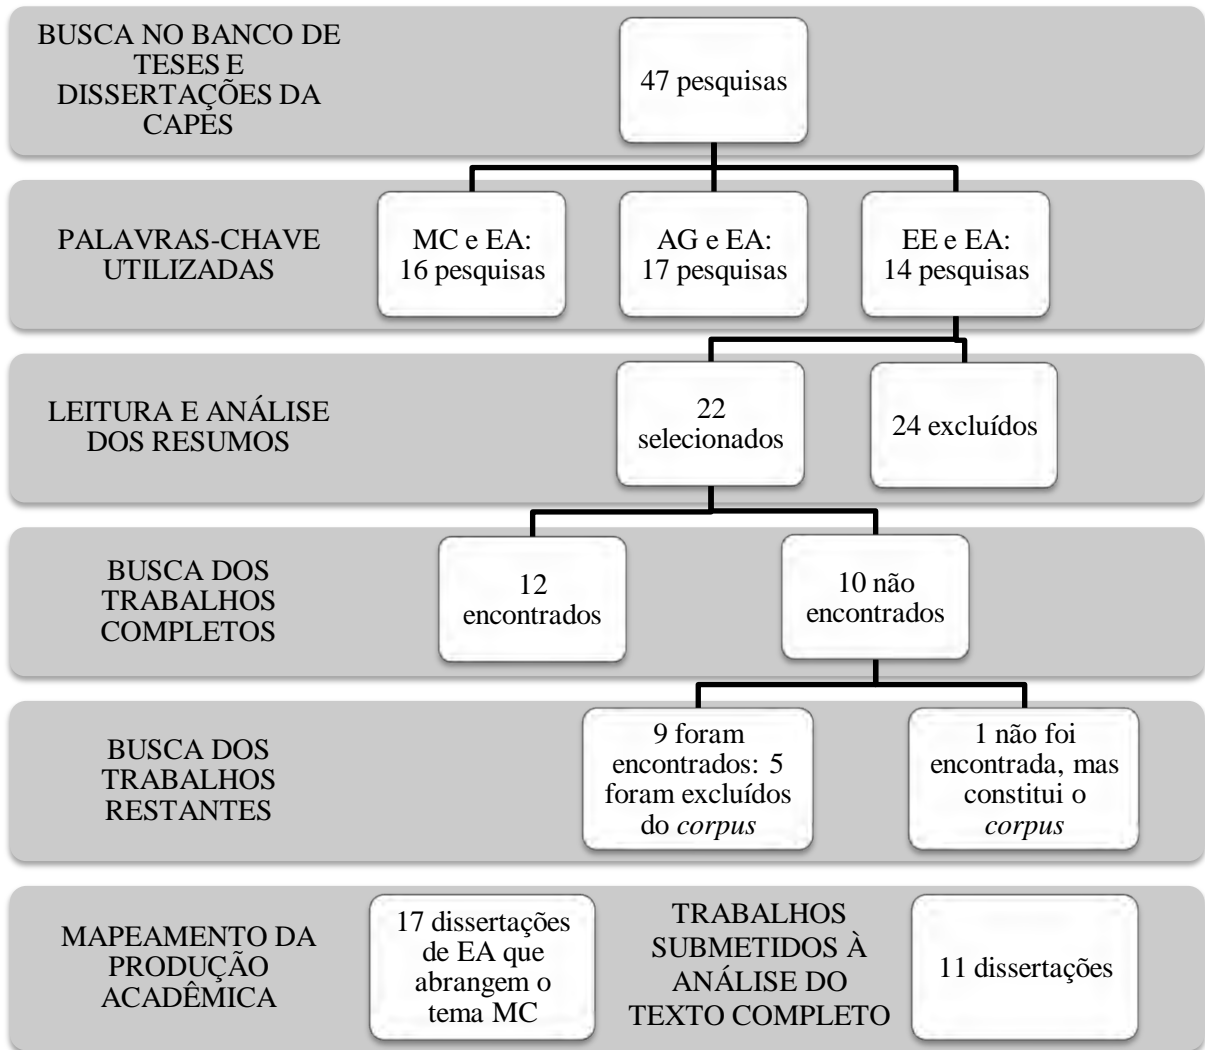 BUSCA NO BANCO DE
TESES E
DISSERTAÇÕES DA
CAPES
47 pesquisas
PALAVRAS-CHAVE
UTILIZADAS
MC e EA:
16 pesquisas
AG e EA:
17 pesquisas
EE e EA:
14 pesquisas
LEITURA E ANÁLISE
DOS RESUMOS
22
selecionados
24 excluídos
BUSCA DOS
TRABALHOS
COMPLETOS
12
encontrados
10 não
encontrados
BUSCA DOS
TRABALHOS
RESTANTES
9 foram
encontrados: 5
foram excluídos
do corpus
1 não foi
encontrada, mas
constitui o
corpus
MAPEAMENTO DA
PRODUÇÃO
ACADÊMICA
17 dissertações
de EA que
abrangem o
tema MC
TRABALHOS
SUBMETIDOS À
ANÁLISE DO
TEXTO COMPLETO
11 dissertações